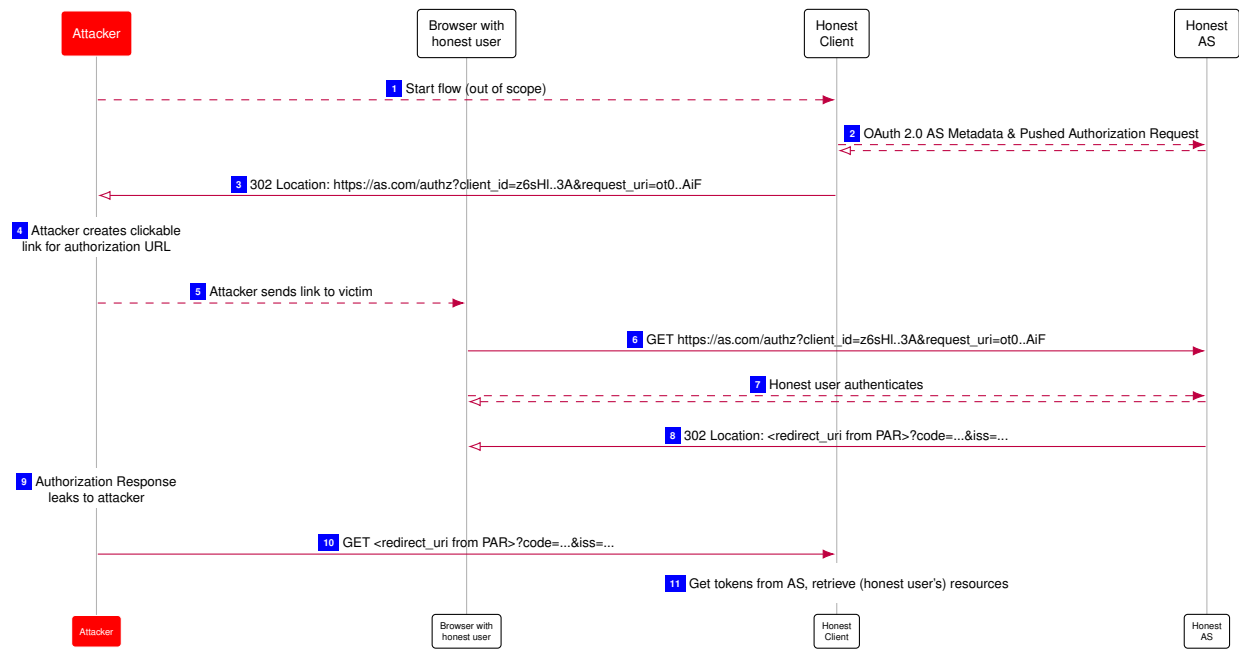 Attacker
Browser with
honest user
Honest
Client
Honest
AS
1 Start flow (out of scope)
2 OAuth 2.0 AS Metadata & Pushed Authorization Request
3 302 Location: https://as.com/authz?client_id=z6sHl..3A&request_uri=ot0..AiF
4 Attacker creates clickable
link for authorization URL
5 Attacker sends link to victim
6 GET https://as.com/authz?client_id=z6sHl..3A&request_uri=ot0..AiF
7 Honest user authenticates
8 302 Location: <redirect_uri from PAR>?code=...&iss=...
9 Authorization Response
leaks to attacker
10 GET <redirect_uri from PAR>?code=...&iss=...
11 Get tokens from AS, retrieve (honest user's) resources
Attacker
Browser with
honest user
Honest
Client
Honest
AS